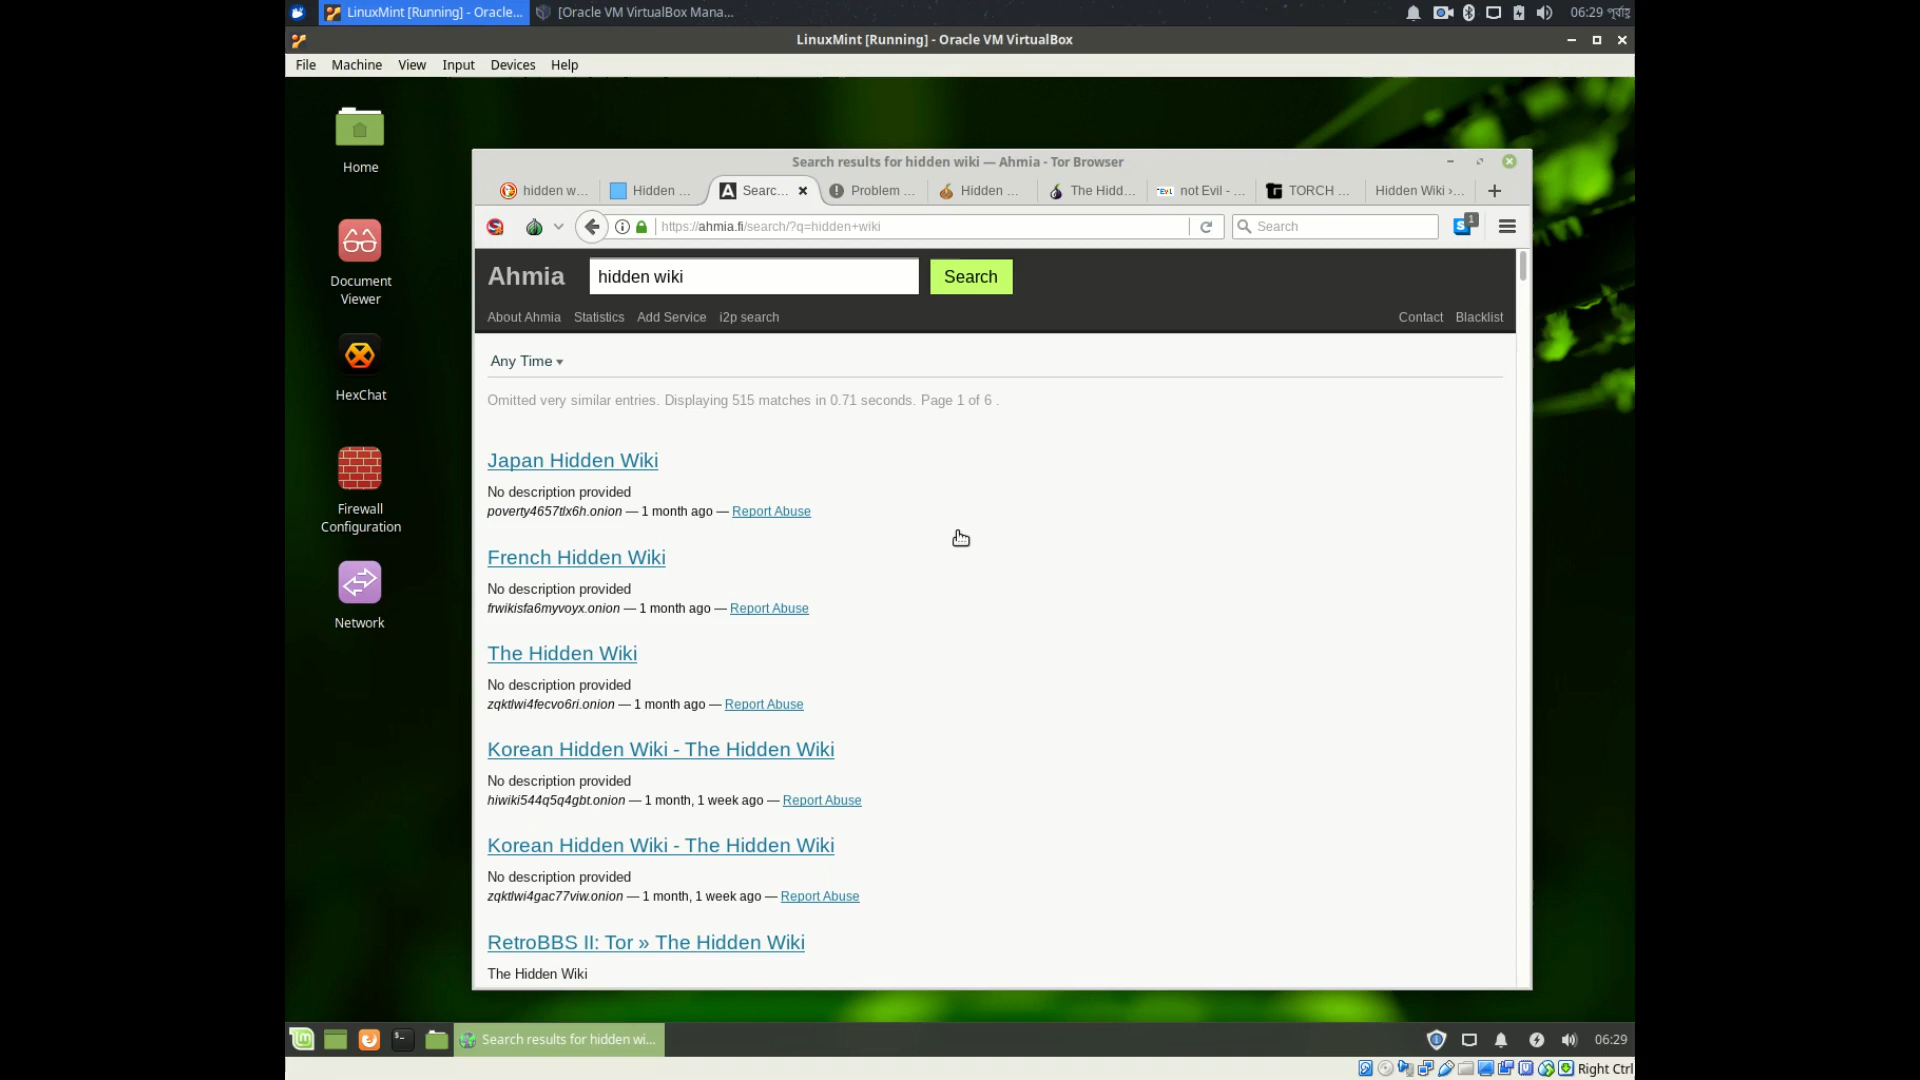 LinuxMint [Running] - Oracle...
[Oracle VM VirtualBox Mana...
06:29 পূর্বাহ্ণ
LinuxMint [Running] - Oracle VM VirtualBox
File Machine View Input Devices Help
Home
Document
Viewer
HexChat
Firewall
Configuration
Network
Search results for hidden wiki — Ahmia - Tor Browser
hidden w...
Hidden ...
Searc...
Problem ...
Hidden ...
The Hidd...
not Evil - ...
TORCH ...
Hidden Wiki ›...
https://ahmia.fi/search/?q=hidden+wiki
Search
1
Ahmia
hidden wiki
Search
About Ahmia Statistics Add Service i2p search
Contact Blacklist
Any Time
Omitted very similar entries. Displaying 515 matches in 0.71 seconds. Page 1 of 6 .
Japan Hidden Wiki
No description provided
poverty4657tlx6h.onion — 1 month ago — Report Abuse
French Hidden Wiki
No description provided
frwikisfa6myvoyx.onion — 1 month ago — Report Abuse
The Hidden Wiki
No description provided
zqktlwi4fecvo6ri.onion — 1 month ago — Report Abuse
Korean Hidden Wiki - The Hidden Wiki
No description provided
hiwiki544q5q4gbt.onion — 1 month, 1 week ago — Report Abuse
Korean Hidden Wiki - The Hidden Wiki
No description provided
zqktlwi4gac77viw.onion — 1 month, 1 week ago — Report Abuse
RetroBBS II: Tor » The Hidden Wiki
The Hidden Wiki
Search results for hidden wi...
06:29
Right Ctrl